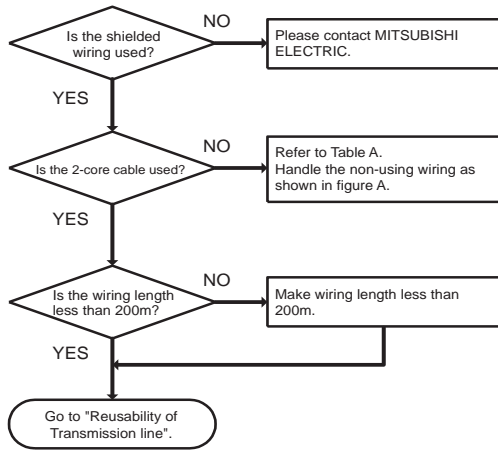 Is the shielded
wiring used?
NO
Please contact MITSUBISHI
ELECTRIC.
YES
Is the 2-core cable used?
NO
Refer to Table A.
Handle the non-using wiring as
shown in figure A.
YES
Is the wiring length
less than 200m?
NO
Make wiring length less than
200m.
YES
Go to "Reusability of
Transmission line".